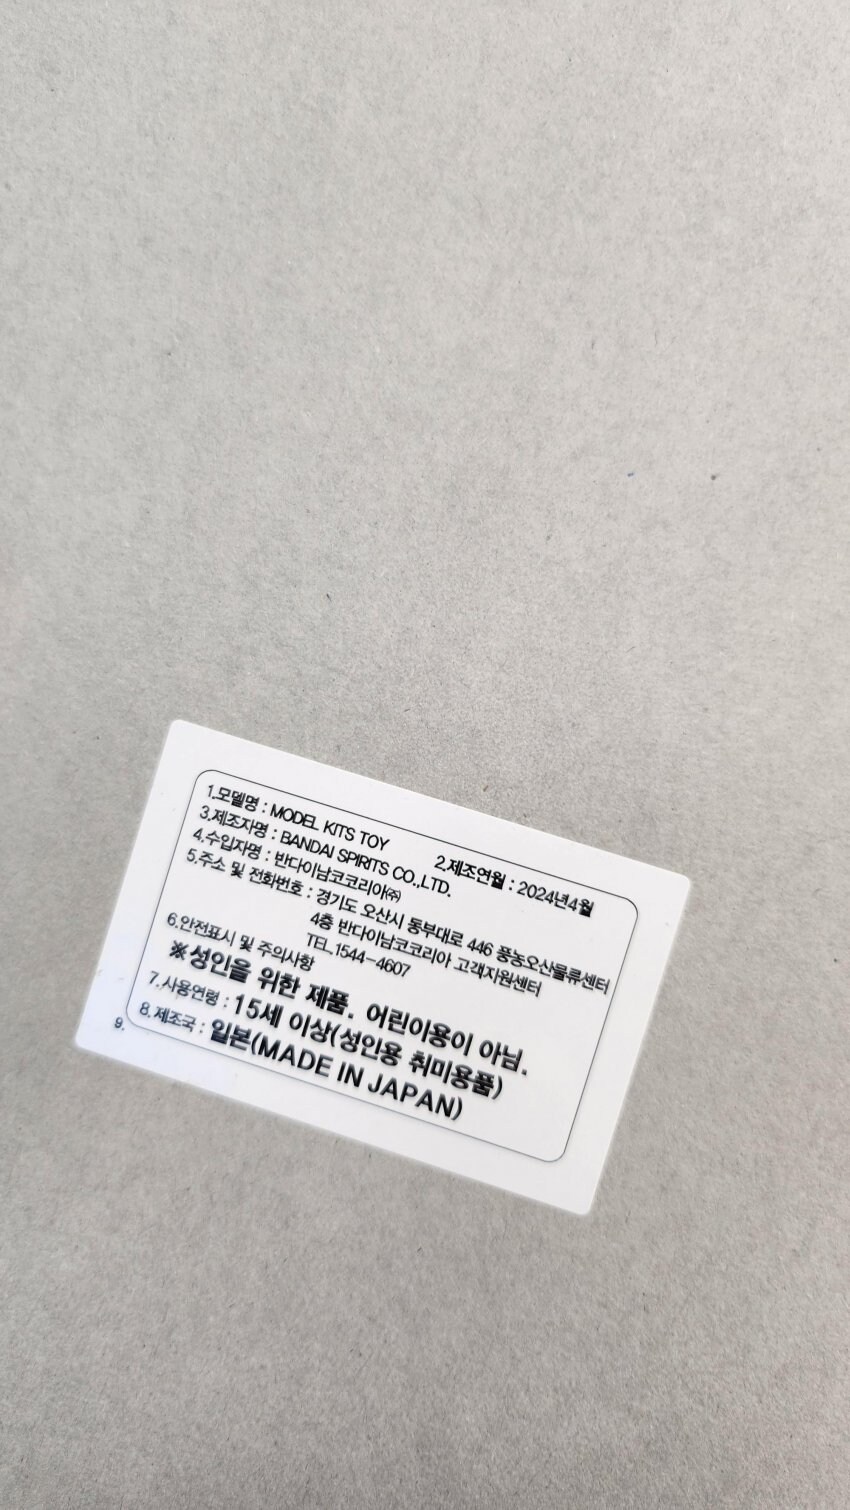 1.모델명 : MODEL KITS TOY 2.제조연월 : 2024년4월
3.제조자명 : BANDAI SPIRITS CO.,LTD.
4.수입자명 : 반다이남코코리아㈜
5.주소 및 전화번호 : 경기도 오산시 동부대로 446 풍농오산물류센터
4층 반다이남코코리아 고객지원센터
TEL.1544-4607
6.안전표시 및 주의사항
※성인을 위한 제품. 어린이용이 아님.
7.사용연령 : 15세 이상(성인용 취미용품)
8.제조국 : 일본(MADE IN JAPAN)
9.